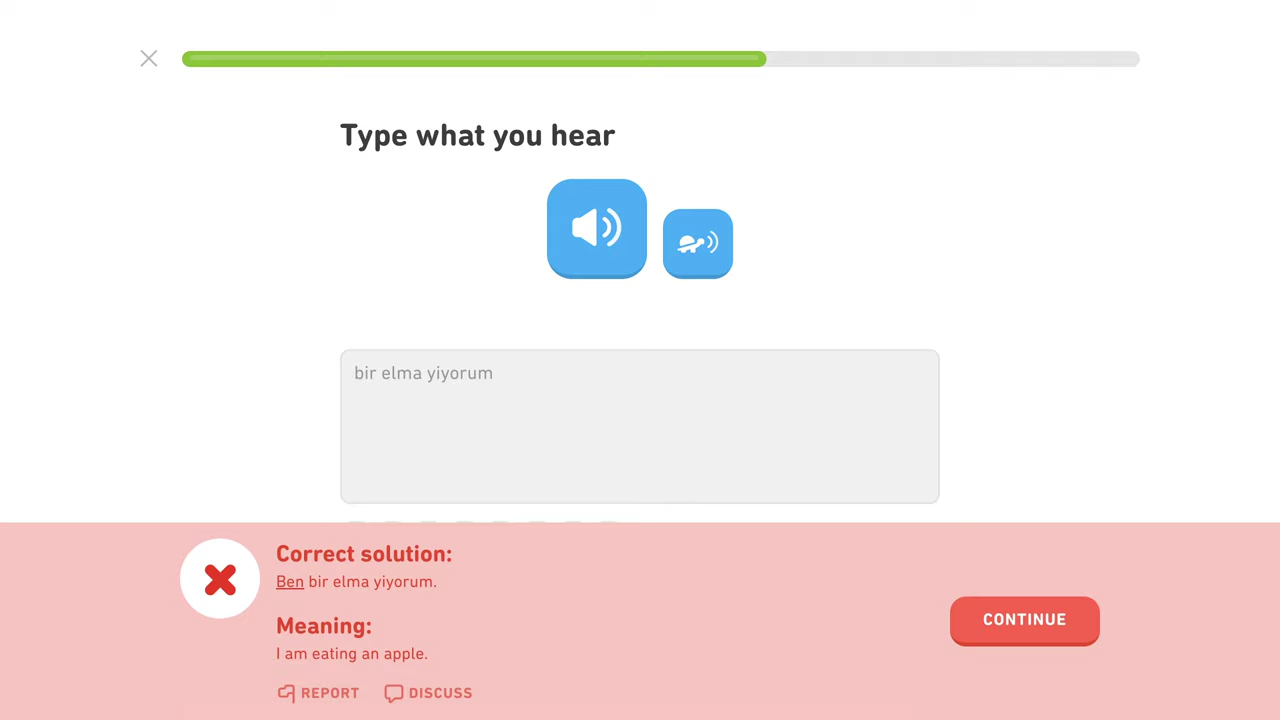 Type what you hear
bir elma yiyorum
Correct solution:
Ben bir elma yiyorum.
Meaning:
I am eating an apple.
CONTINUE
REPORT DISCUSS